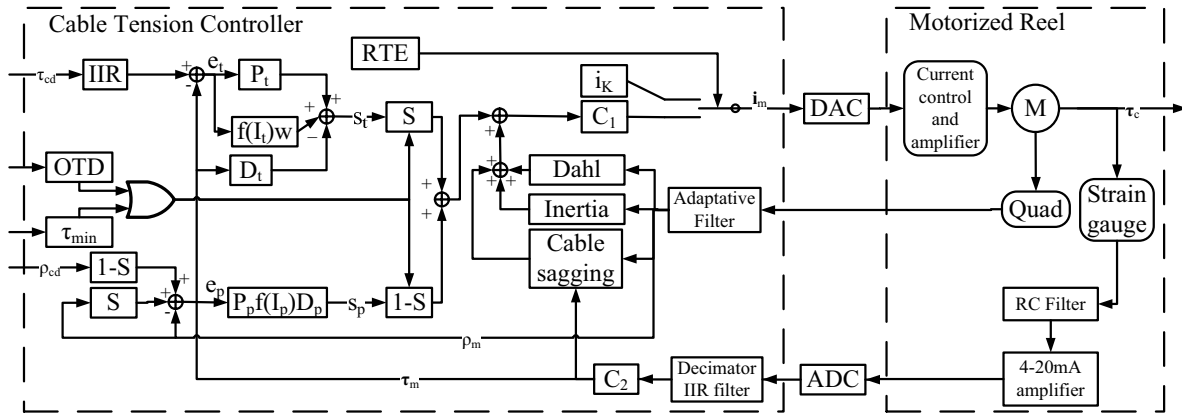 Cable Tension Controller
Motorized Reel
RTE
τcd
IIR
+
-
et
Pt
iK
im
DAC
Current
control
and
amplifier
M
τc
f(It)w
+
+
−
st
S
+
C1
+
Dt
OTD
τmin
+
+
+
+
+
Dahl
Inertia
Cable
sagging
Adaptative
Filter
Quad
Strain
gauge
ρcd
1-S
+
S
+
-
ep
Ppf(Ip)Dp
sp
1-S
ρm
RC Filter
τm
C2
Decimator
IIR filter
ADC
4-20mA
amplifier